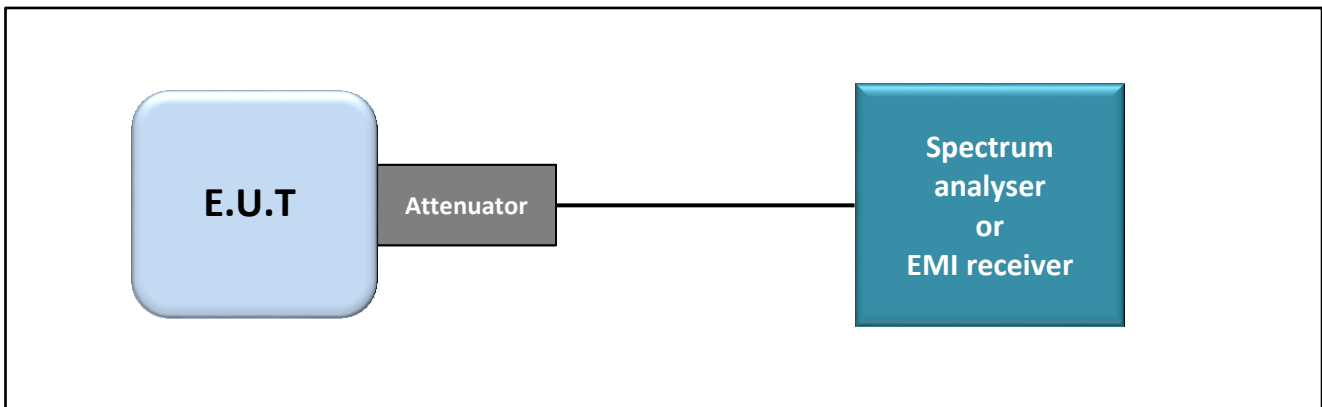 E.U.T
Attenuator
Spectrum
analyser
or
EMI receiver